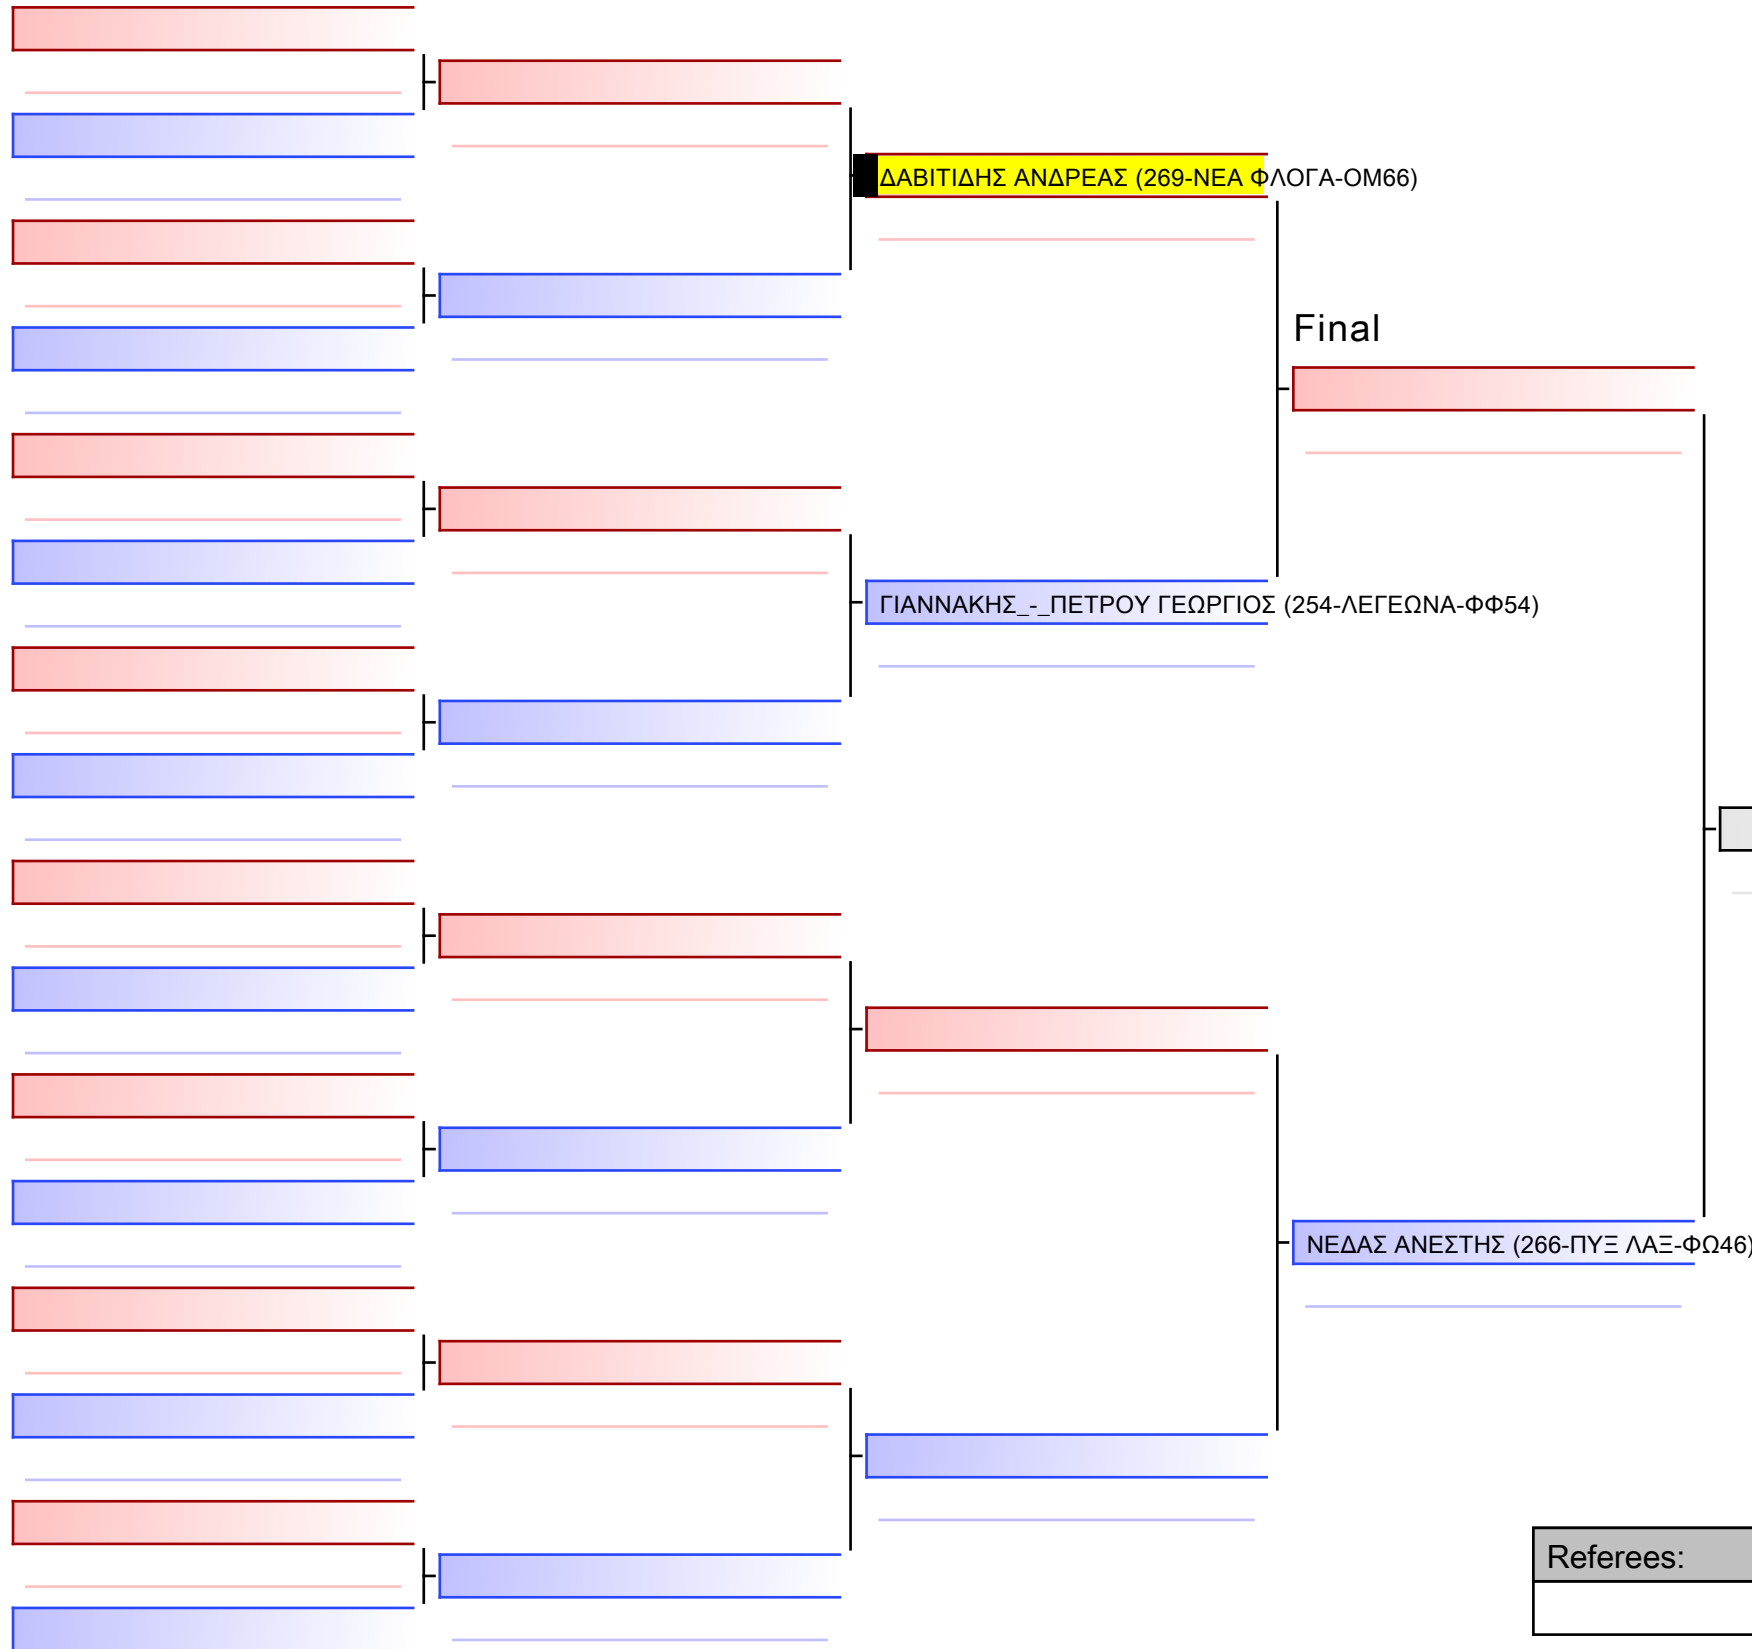 ΔΑΒΙΤΙΔΗΣ ΑΝΔΡΕΑΣ (269-ΝΕΑ ΦΛΟΓΑ-ΟΜ66)
Final
ΓΙΑΝΝΑΚΗΣ_-_ΠΕΤΡΟΥ ΓΕΩΡΓΙΟΣ (254-ΛΕΓΕΩΝΑ-ΦΦ54)
ΝΕΔΑΣ ΑΝΕΣΤΗΣ (266-ΠΥΞ ΛΑΞ-ΦΩ46)
Referees: